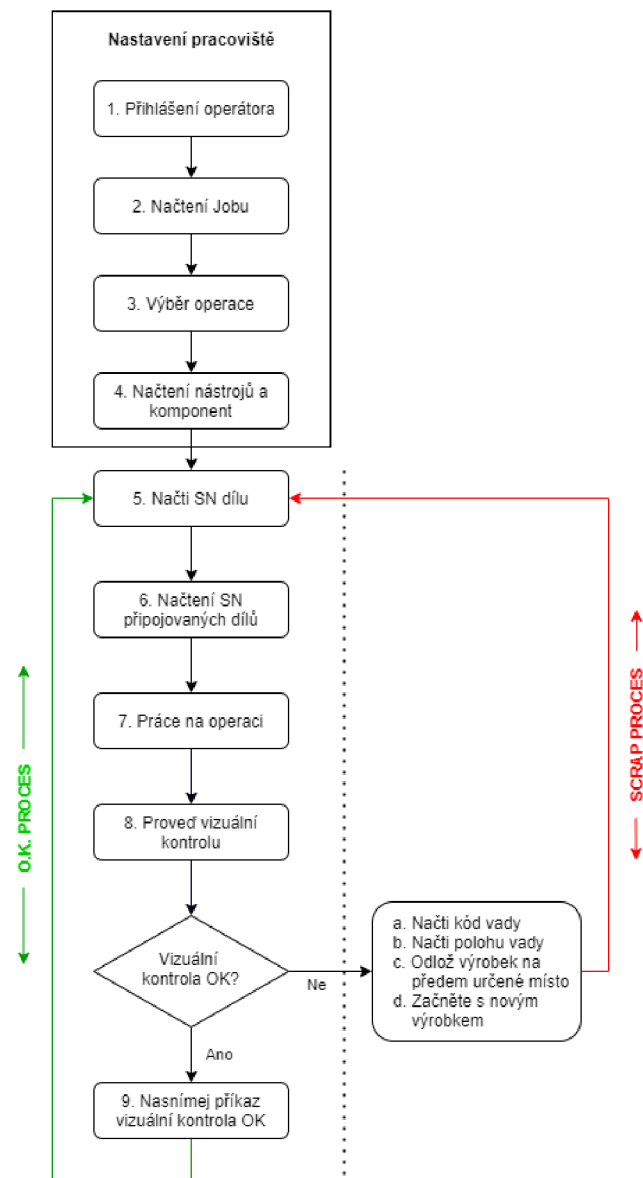 Nastavení pracoviště
1. Přihlášení operátora
2. Načtení Jobu
3. Výběr operace
4. Načtení nástrojů a
komponent
5. Načti SN dílu
6. Načtení SN
připojovaných dílů
7. Práce na operaci
8. Proveď vizuální
kontrolu
Vizuální
kontrola OK?
Ne
a. Načti kód vady
b. Načti polohu vady
c. Odlož výrobek na
předem určené místo
d. Začněte s novým
výrobkem
Ano
9. Nasnímej příkaz
vizuální kontrola OK
O.K. PROCES
SCRAP PROCES